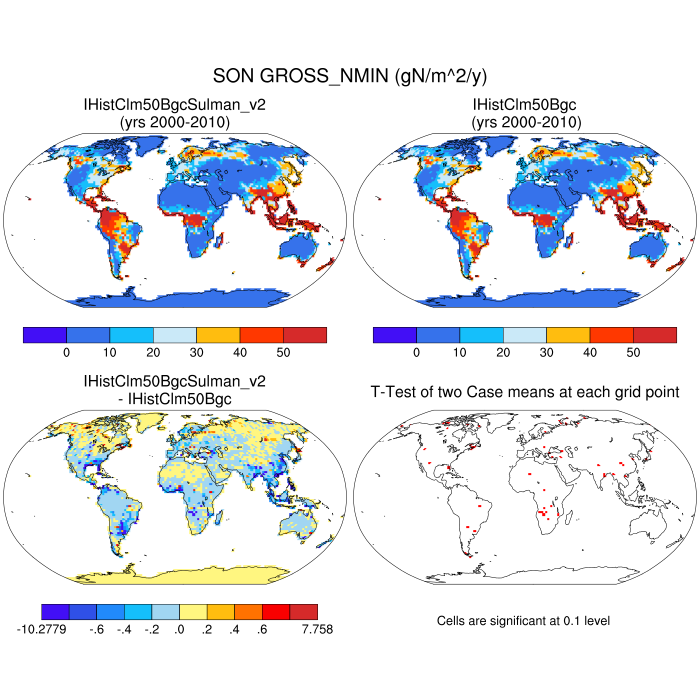 SON GROSS_NMIN (gN/m^2/y)
IHistClm50BgcSulman_v2
(yrs 2000-2010)
IHistClm50Bgc
(yrs 2000-2010)
0 10 20 30 40 50
0 10 20 30 40 50
IHistClm50BgcSulman_v2
- IHistClm50Bgc
T-Test of two Case means at each grid point
-10.2779 -.6 -.4 -.2 .0 .2 .4 .6 7.758
Cells are significant at 0.1 level